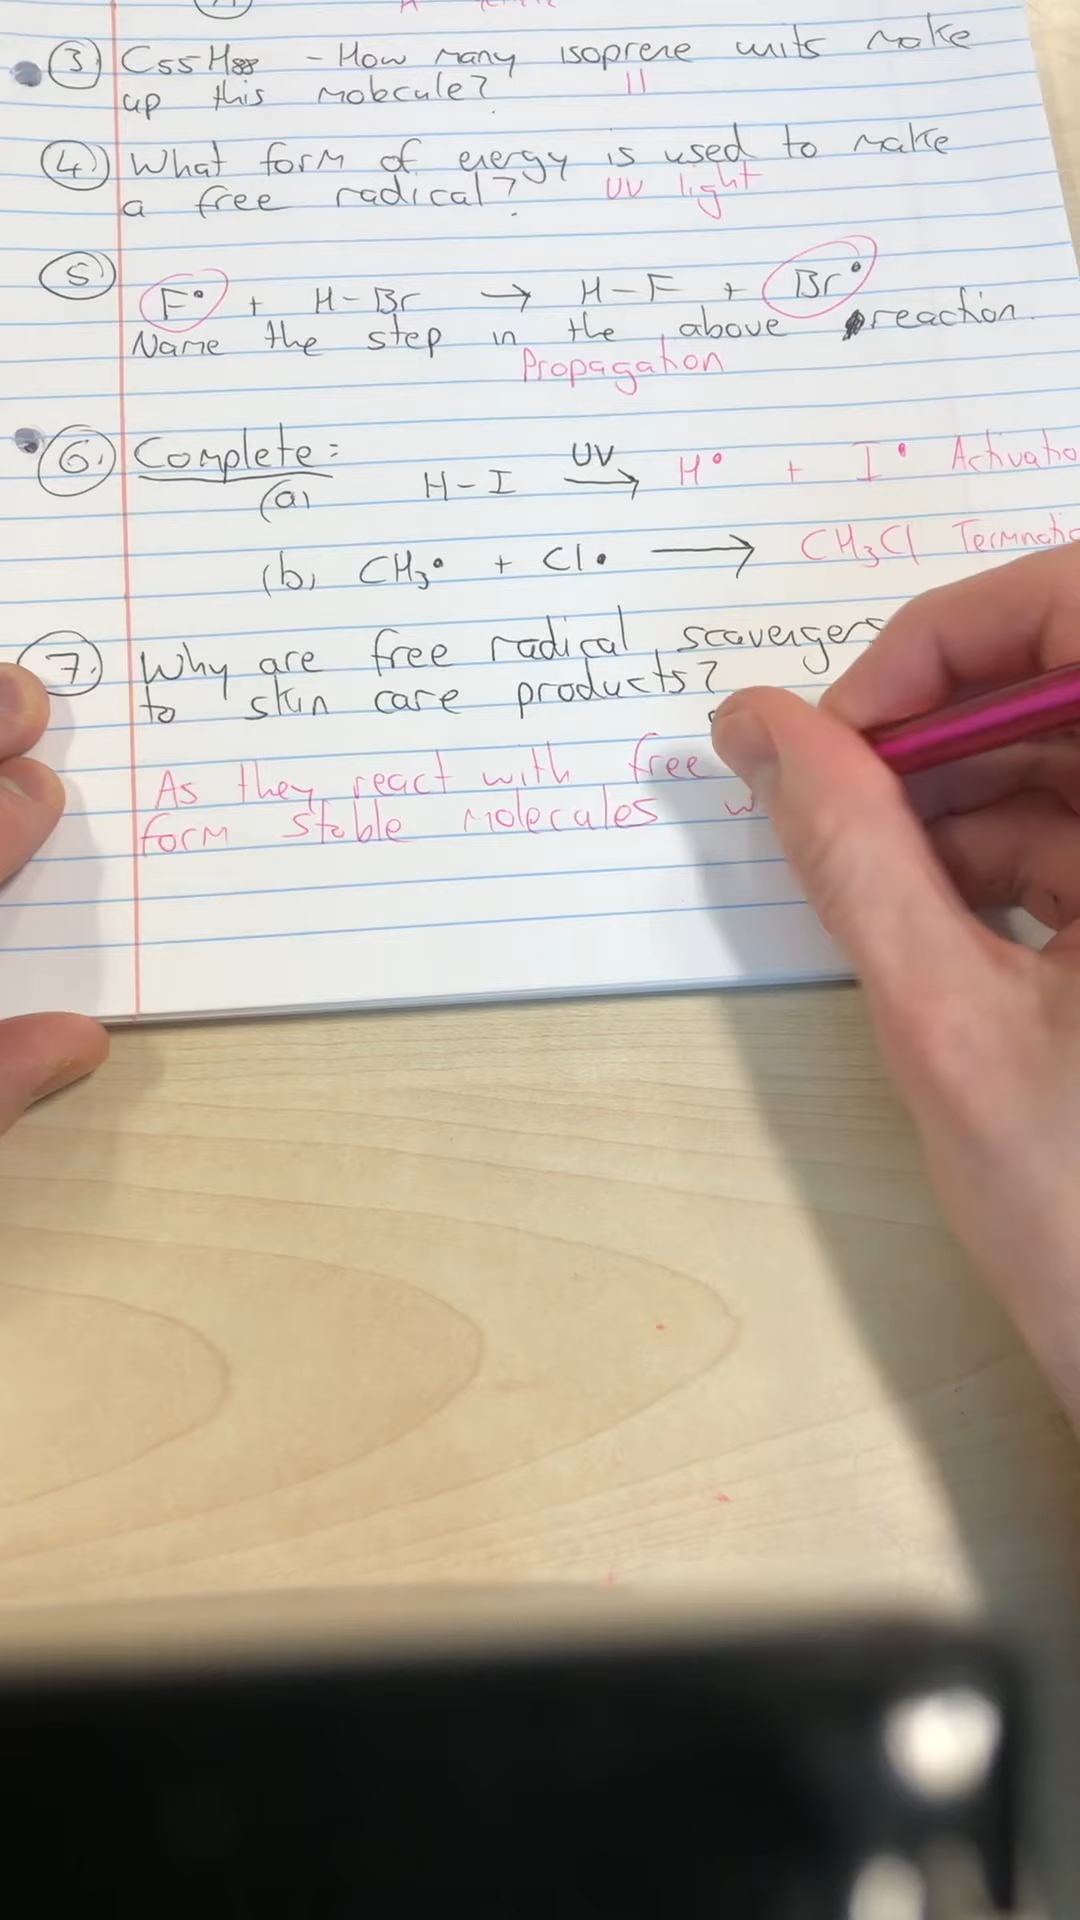 ③ C55H88 - How many isoprene units make
up this molecule? 11
④. What form of energy is used to make
a free radical? UV light
⑤ F• + H-Br → H-F + Br•
Name the step in the above reaction.
Propagation
⑥. Complete:
(a) H-I UV → H• + I• Activatio
(b) CH3• + Cl• → CH3Cl Terminatio
⑦. Why are free radical scavengers
to skin care products?
As they react with free
form stable molecules